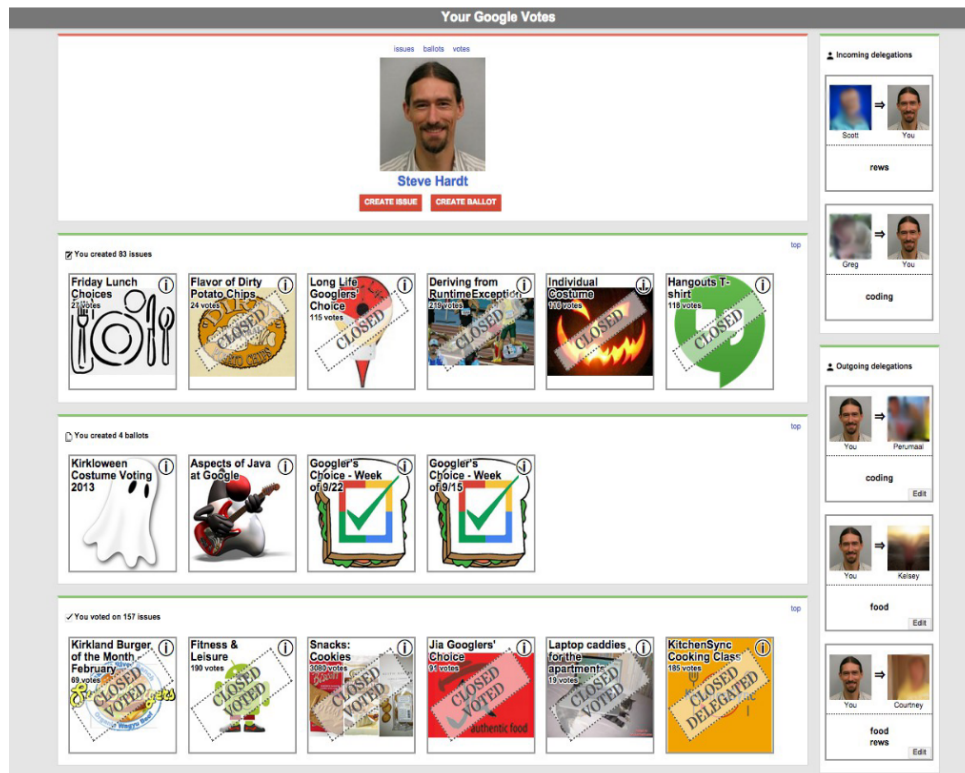 Your Google Votes
issues ballots votes
Steve Hardt
CREATE ISSUE CREATE BALLOT
top
You created 83 issues
Friday Lunch
Choices
Flavor of Dirty
Potato Chips
24 votes
CLOSED
Long Life
Googlers'
Choice
115 votes
CLOSED
Deriving from
RuntimeException
219 votes
CLOSED
Individual
Costume
118 votes
CLOSED
Hangouts T-
shirt
118 votes
CLOSED
top
You created 4 ballots
Kirkloween
Costume Voting
2013
Aspects of Java
at Google
Googler's
Choice - Week
of 9/22
Googler's
Choice - Week
of 9/15
top
You voted on 157 issues
Kirkland Burger
of the Month -
February
69 votes
CLOSED
VOTED
Fitness &
Leisure
190 votes
CLOSED
VOTED
Snacks:
Cookies
3080 votes
CLOSED
VOTED
Jia Googlers'
Choice
91 votes
CLOSED
VOTED
authentic food
Laptop caddies
for the
apartments
19 votes
CLOSED
VOTED
KitchenSync
Cooking Class
185 votes
CLOSED
DELEGATED
Incoming delegations
Scott You
rews
Greg You
coding
Outgoing delegations
You Perumaal
coding
Edit
You Kelsey
food
Edit
You Courtney
food
rews
Edit